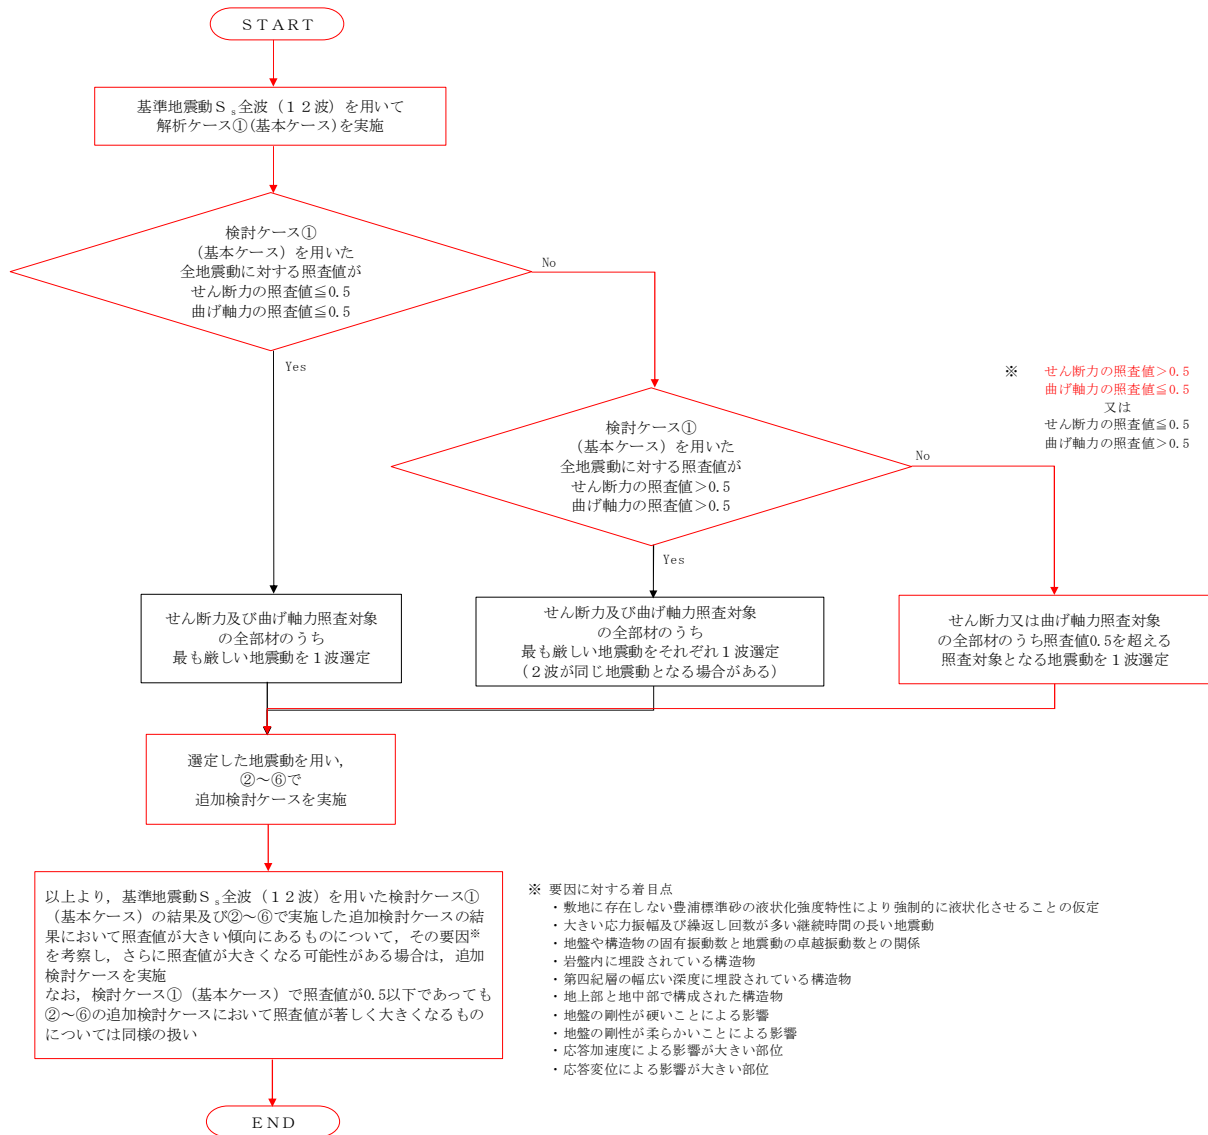 ＳＴＡＲＴ
基準地震動Ｓｓ全波（１２波）を用いて
解析ケース①(基本ケース)を実施
検討ケース①
（基本ケース）を用いた
全地震動に対する照査値が
せん断力の照査値≦0.5
曲げ軸力の照査値≦0.5
No
Yes
※ せん断力の照査値＞0.5
曲げ軸力の照査値≦0.5
又は
せん断力の照査値≦0.5
曲げ軸力の照査値＞0.5
検討ケース①
（基本ケース）を用いた
全地震動に対する照査値が
せん断力の照査値＞0.5
曲げ軸力の照査値＞0.5
No
Yes
せん断力及び曲げ軸力照査対象
の全部材のうち
最も厳しい地震動を１波選定
せん断力及び曲げ軸力照査対象
の全部材のうち
最も厳しい地震動をそれぞれ１波選定
（２波が同じ地震動となる場合がある）
せん断力又は曲げ軸力照査対象
の全部材のうち照査値0.5を超える
照査対象となる地震動を１波選定
選定した地震動を用い，
②～⑥で
追加検討ケースを実施
以上より，基準地震動Ｓｓ全波（１２波）を用いた検討ケース①
（基本ケース）の結果及び②～⑥で実施した追加検討ケースの結
果において照査値が大きい傾向にあるものについて，その要因※
を考察し，さらに照査値が大きくなる可能性がある場合は，追加
検討ケースを実施
なお，検討ケース①（基本ケース）で照査値が0.5以下であっても
②～⑥の追加検討ケースにおいて照査値が著しく大きくなるもの
については同様の扱い
※ 要因に対する着目点
・敷地に存在しない豊浦標準砂の液状化強度特性により強制的に液状化させることの仮定
・大きい応力振幅及び繰返し回数が多い継続時間の長い地震動
・地盤や構造物の固有振動数と地震動の卓越振動数との関係
・岩盤内に埋設されている構造物
・第四紀層の幅広い深度に埋設されている構造物
・地上部と地中部で構成された構造物
・地盤の剛性が硬いことによる影響
・地盤の剛性が柔らかいことによる影響
・応答加速度による影響が大きい部位
・応答変位による影響が大きい部位
ＥＮＤ